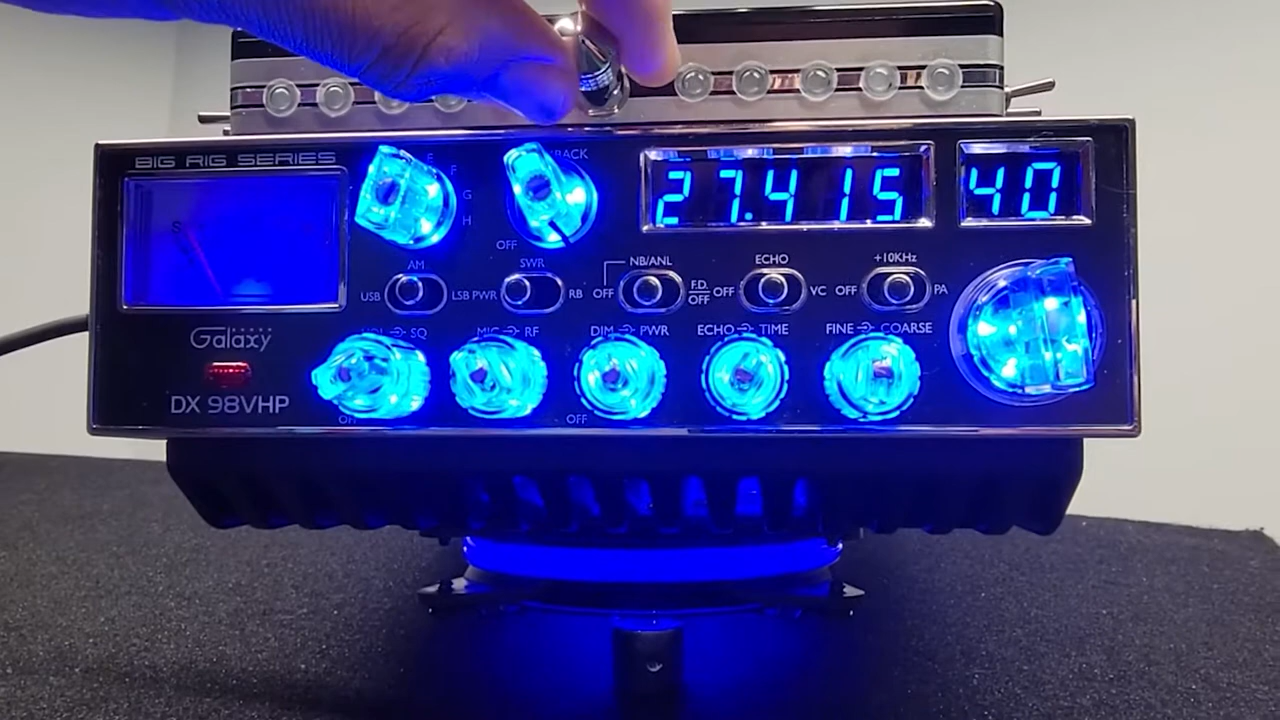 BIG RIG SERIES
F
G
H
OFF
27.415
40
AM
USB
LSB
SWR
PWR
RB
NB/ANL
OFF
F.D.
OFF
ECHO
OFF
VC
+10KHz
OFF
PA
SQ
MIC RF
DIM PWR
ECHO TIME
FINE COARSE
Galaxy
DX 98VHP
OFF